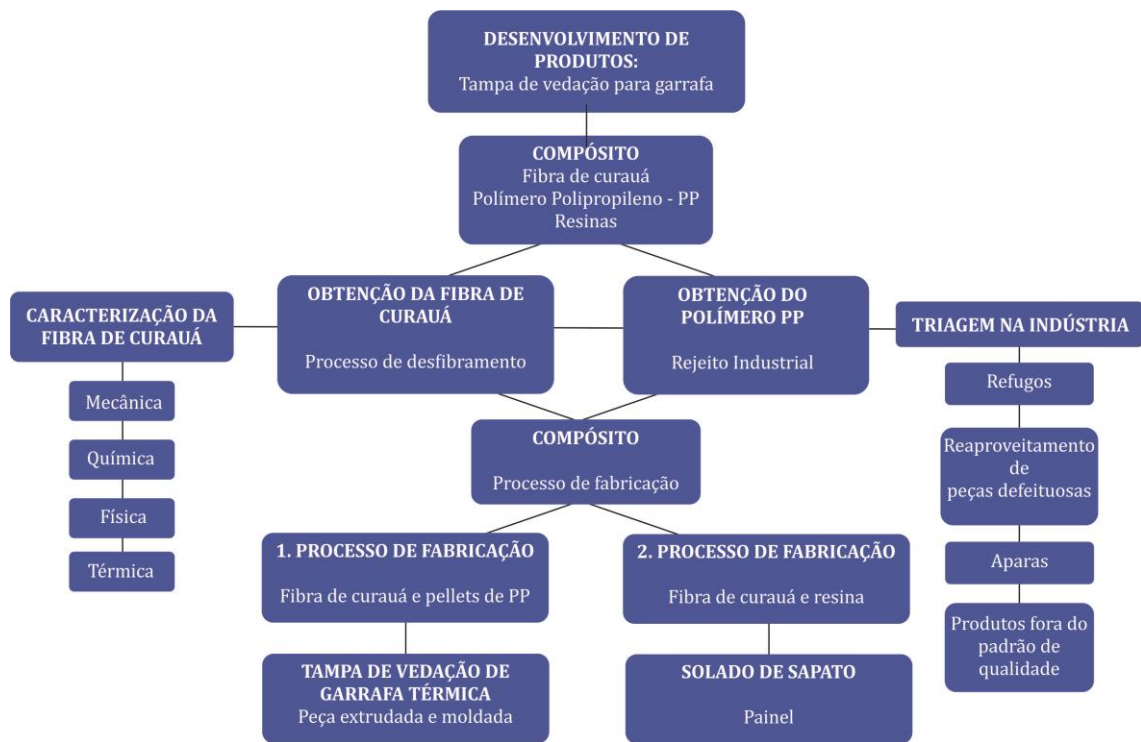 DESENVOLVIMENTO DE
PRODUTOS:
Tampa de vedação para garrafa
COMPÓSITO
Fibra de curauá
Polímero Polipropileno - PP
Resinas
CARACTERIZAÇÃO DA
FIBRA DE CURAUÁ
OBTENÇÃO DA FIBRA DE
CURAUÁ
Processo de desfibramento
OBTENÇÃO DO
POLÍMERO PP
Rejeito Industrial
TRIAGEM NA INDÚSTRIA
Mecânica
Química
Física
Térmica
Refugos
Reaproveitamento
de
peças defeituosas
Aparas
Produtos fora do
padrão de
qualidade
COMPÓSITO
Processo de fabricação
1. PROCESSO DE FABRICAÇÃO
Fibra de curauá e pellets de PP
2. PROCESSO DE FABRICAÇÃO
Fibra de curauá e resina
TAMPA DE VEDAÇÃO DE
GARRAFA TÉRMICA
Peça extrudada e moldada
SOLADO DE SAPATO
Painel